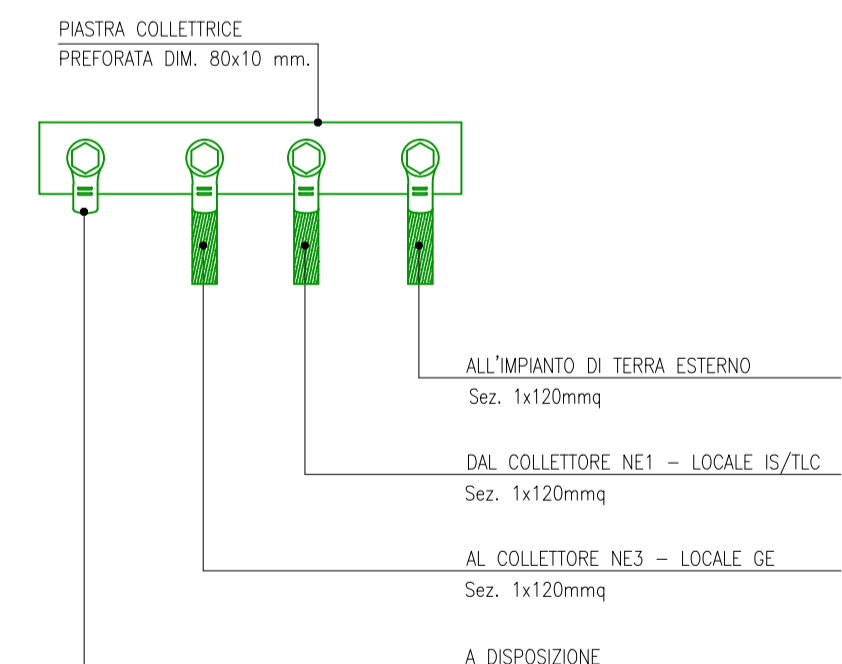 PIASTRA COLLETTRICE
PREFORATA DIM. 80x10 mm.
ALL'IMPIANTO DI TERRA ESTERNO
Sez. 1x120mmq
DAL COLLETTORE NE1 – LOCALE IS/TLC
Sez. 1x120mmq
AL COLLETTORE NE3 – LOCALE GE
Sez. 1x120mmq
A DISPOSIZIONE